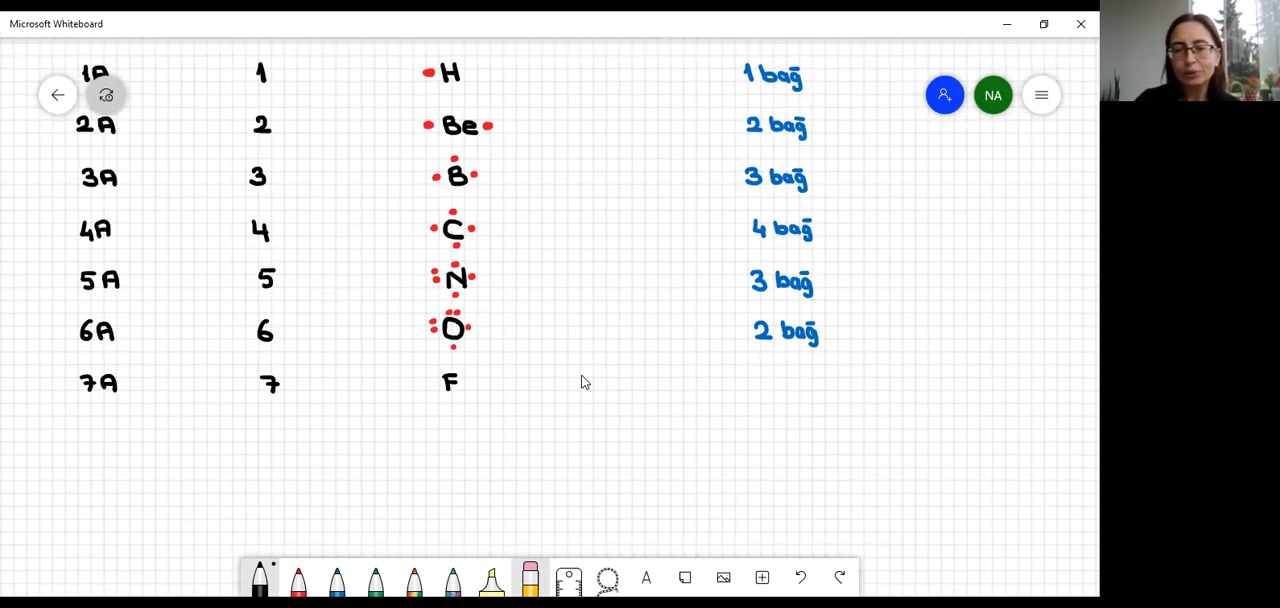 Microsoft Whiteboard
1A 1 H 1 bağ
NA
2A 2 Be 2 bağ
3A 3 B 3 bağ
4A 4 C 4 bağ
5A 5 N 3 bağ
6A 6 O 2 bağ
7A 7 F
A